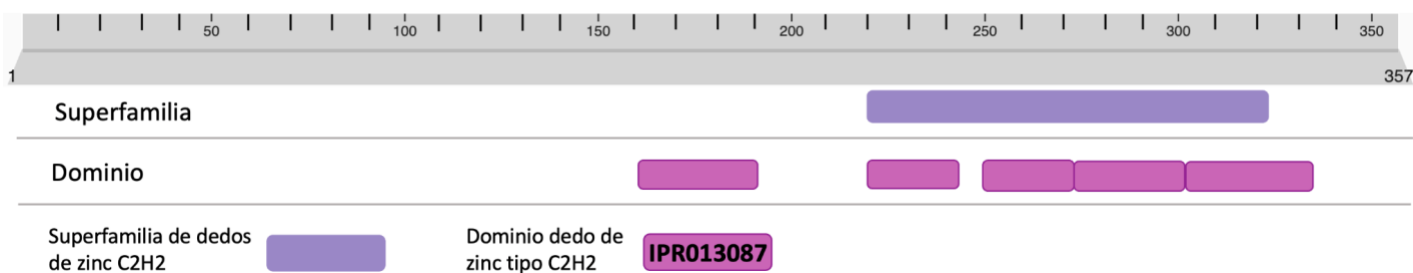 50 100 150 200 250 300 350
1 357
Superfamilia
Dominio
Superfamilia de dedos
de zinc C2H2
Dominio dedo de
zinc tipo C2H2
IPR013087